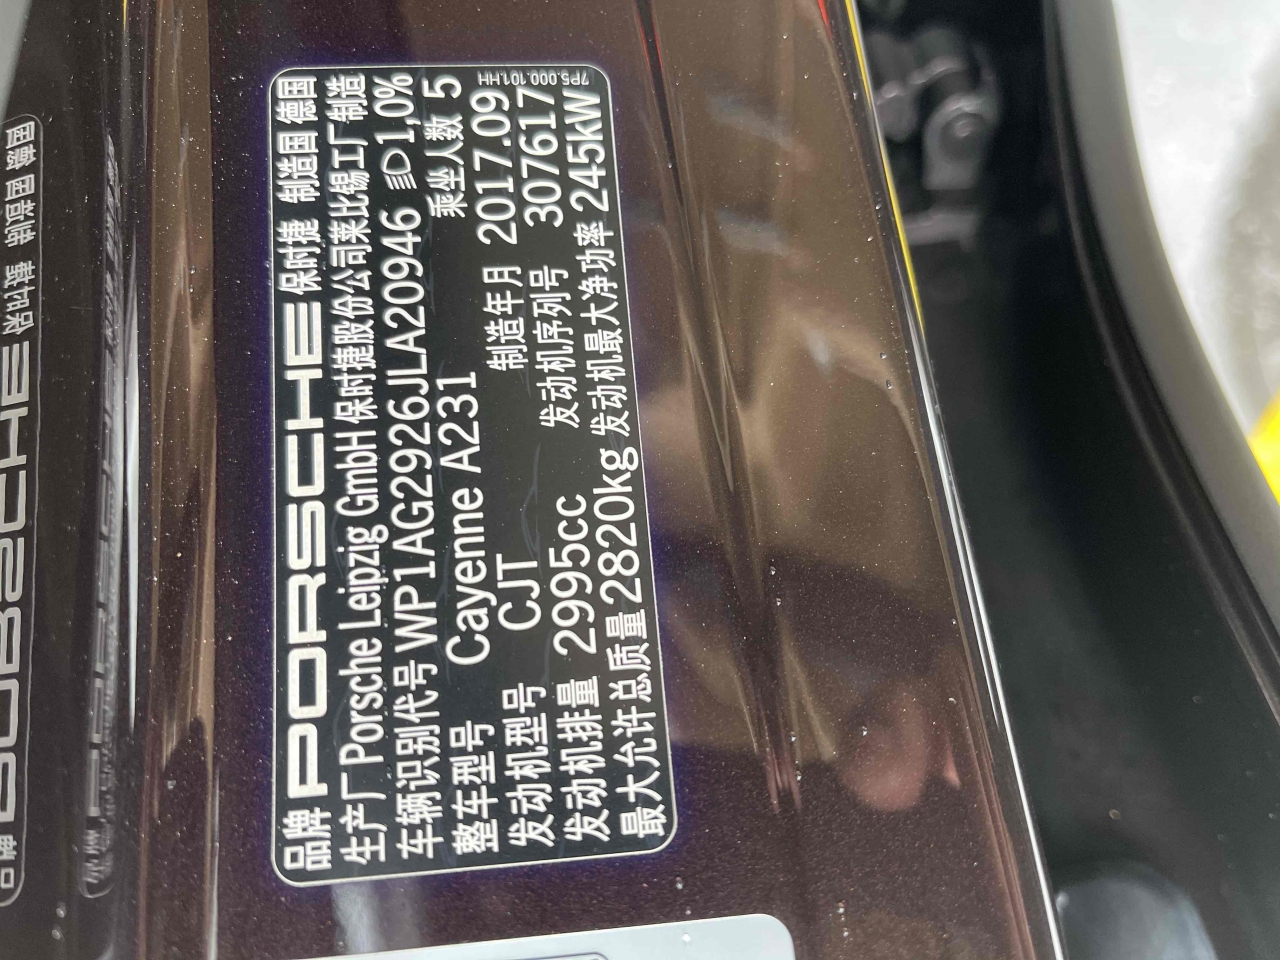 品牌 PORSCHE 保时捷 制造国 德国
生产厂 Porsche Leipzig GmbH 保时捷股份公司莱比锡工厂制造
车辆识别代号 WP1AG2926JLA20946 1,0%
整车型号 Cayenne A231 乘坐人数 5
发动机型号 CJT 制造年月 2017.09
发动机排量 2995cc 发动机序列号 307617
最大允许总质量 2820kg 发动机最大净功率 245kW
7P5.000.101.HH